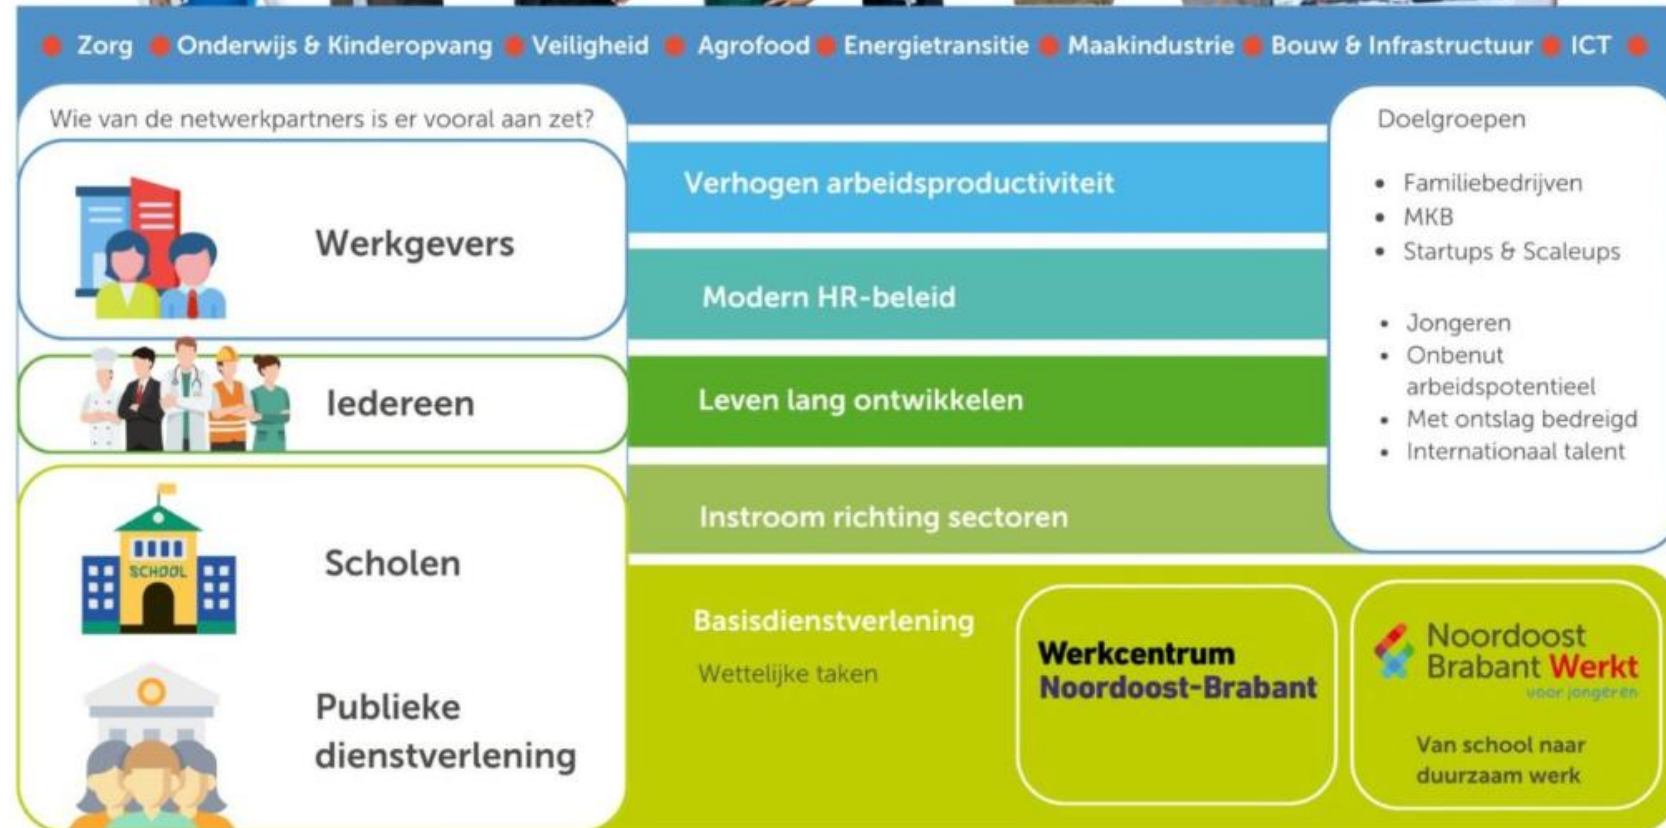 Zorg Onderwijs & Kinderopvang Veiligheid Agrofood Energietransitie Maakindustrie Bouw & Infrastructuur ICT
Wie van de netwerkpartners is er vooral aan zet?
Werkgevers
Iedereen
SCHOOL
Scholen
Publieke
dienstverlening
Verhogen arbeidsproductiviteit
Modern HR-beleid
Leven lang ontwikkelen
Instroom richting sectoren
Basisdienstverlening
Wettelijke taken
Werkcentrum
Noordoost-Brabant
Doelgroepen
• Familiebedrijven
• MKB
• Startups & Scaleups
• Jongeren
• Onbenut
arbeidspotentieel
• Met ontslag bedreigd
• Internationaal talent
Noordoost
Brabant Werkt
voor jongeren
Van school naar
duurzaam werk